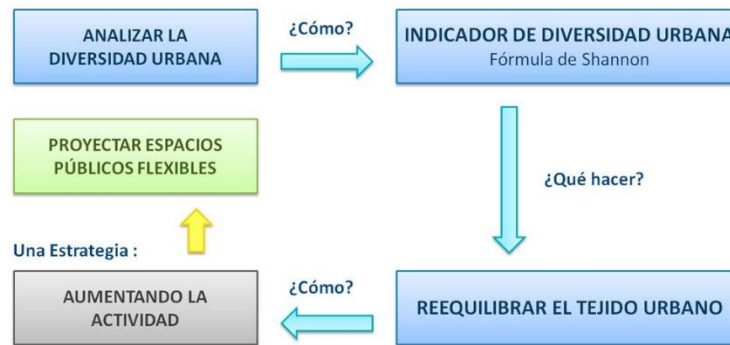 ANALIZAR LA
DIVERSIDAD URBANA
¿Cómo?
INDICADOR DE DIVERSIDAD URBANA
Fórmula de Shannon
¿Qué hacer?
REEQUILIBRAR EL TEJIDO URBANO
¿Cómo?
AUMENTANDO LA
ACTIVIDAD
Una Estrategia :
PROYECTAR ESPACIOS
PÚBLICOS FLEXIBLES